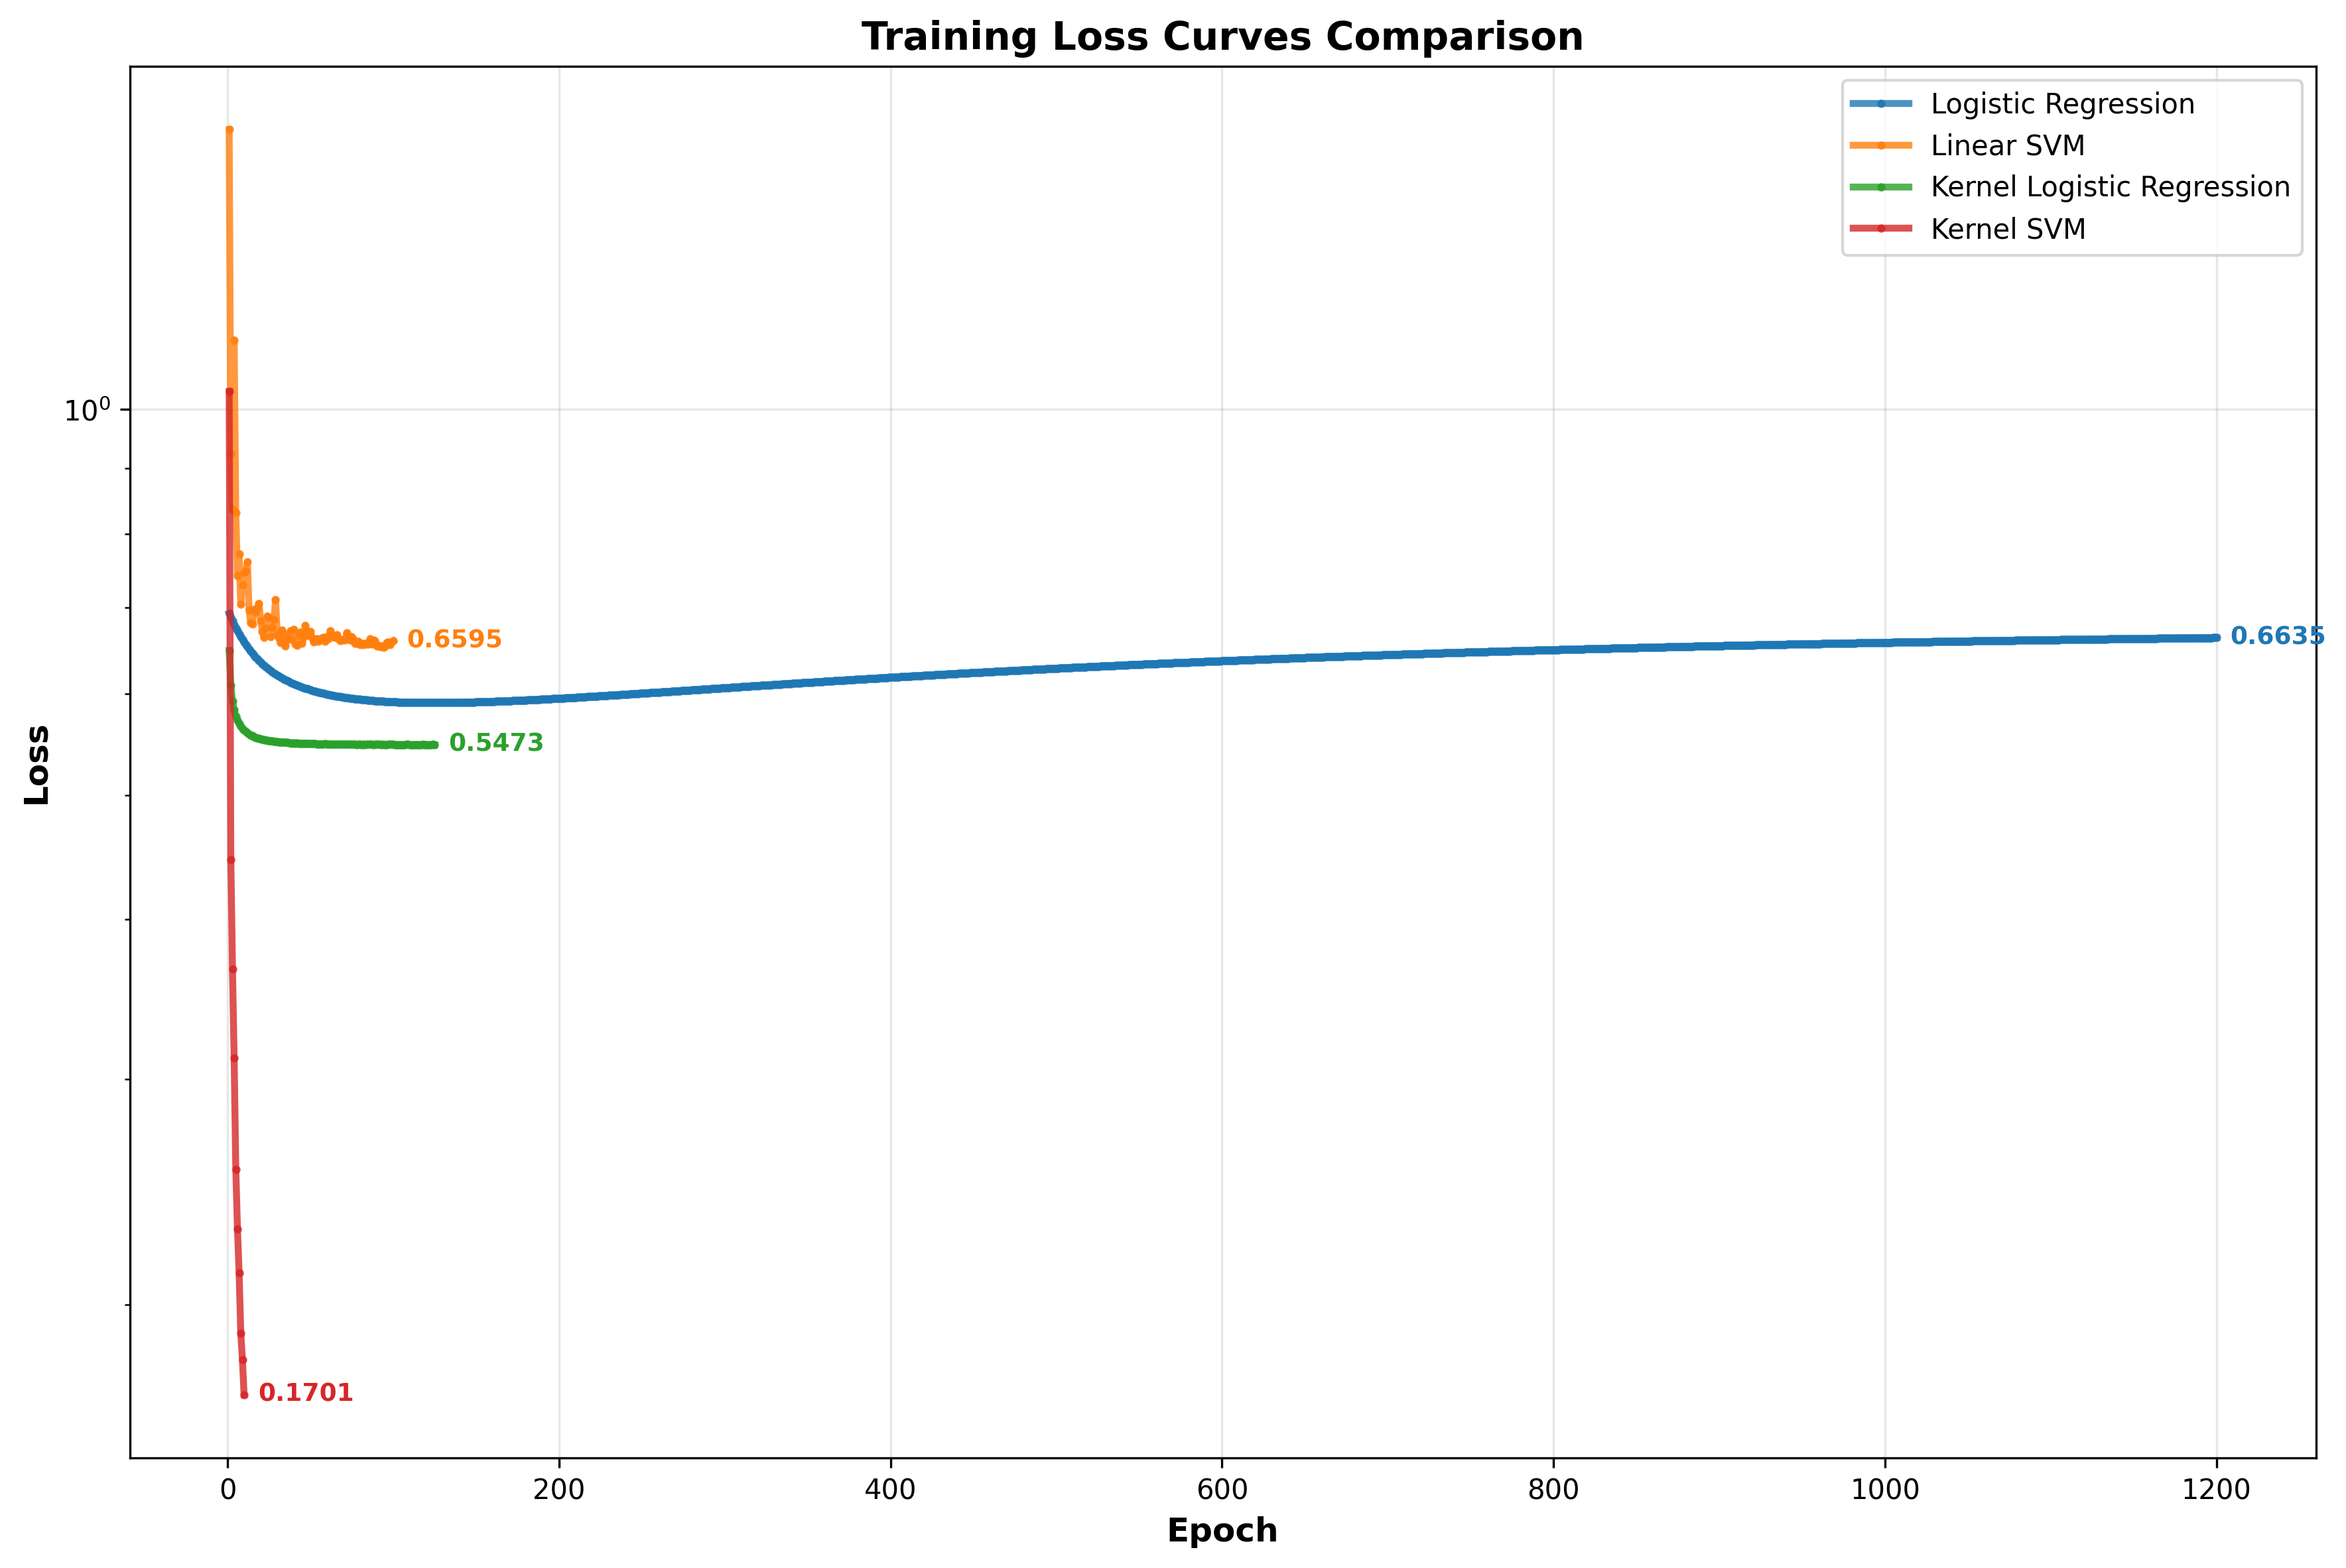 Training Loss Curves Comparison
Logistic Regression
Linear SVM
Kernel Logistic Regression
Kernel SVM
10⁰
0.6595
0.6635
0.5473
0.1701
Loss
0 200 400 600 800 1000 1200
Epoch